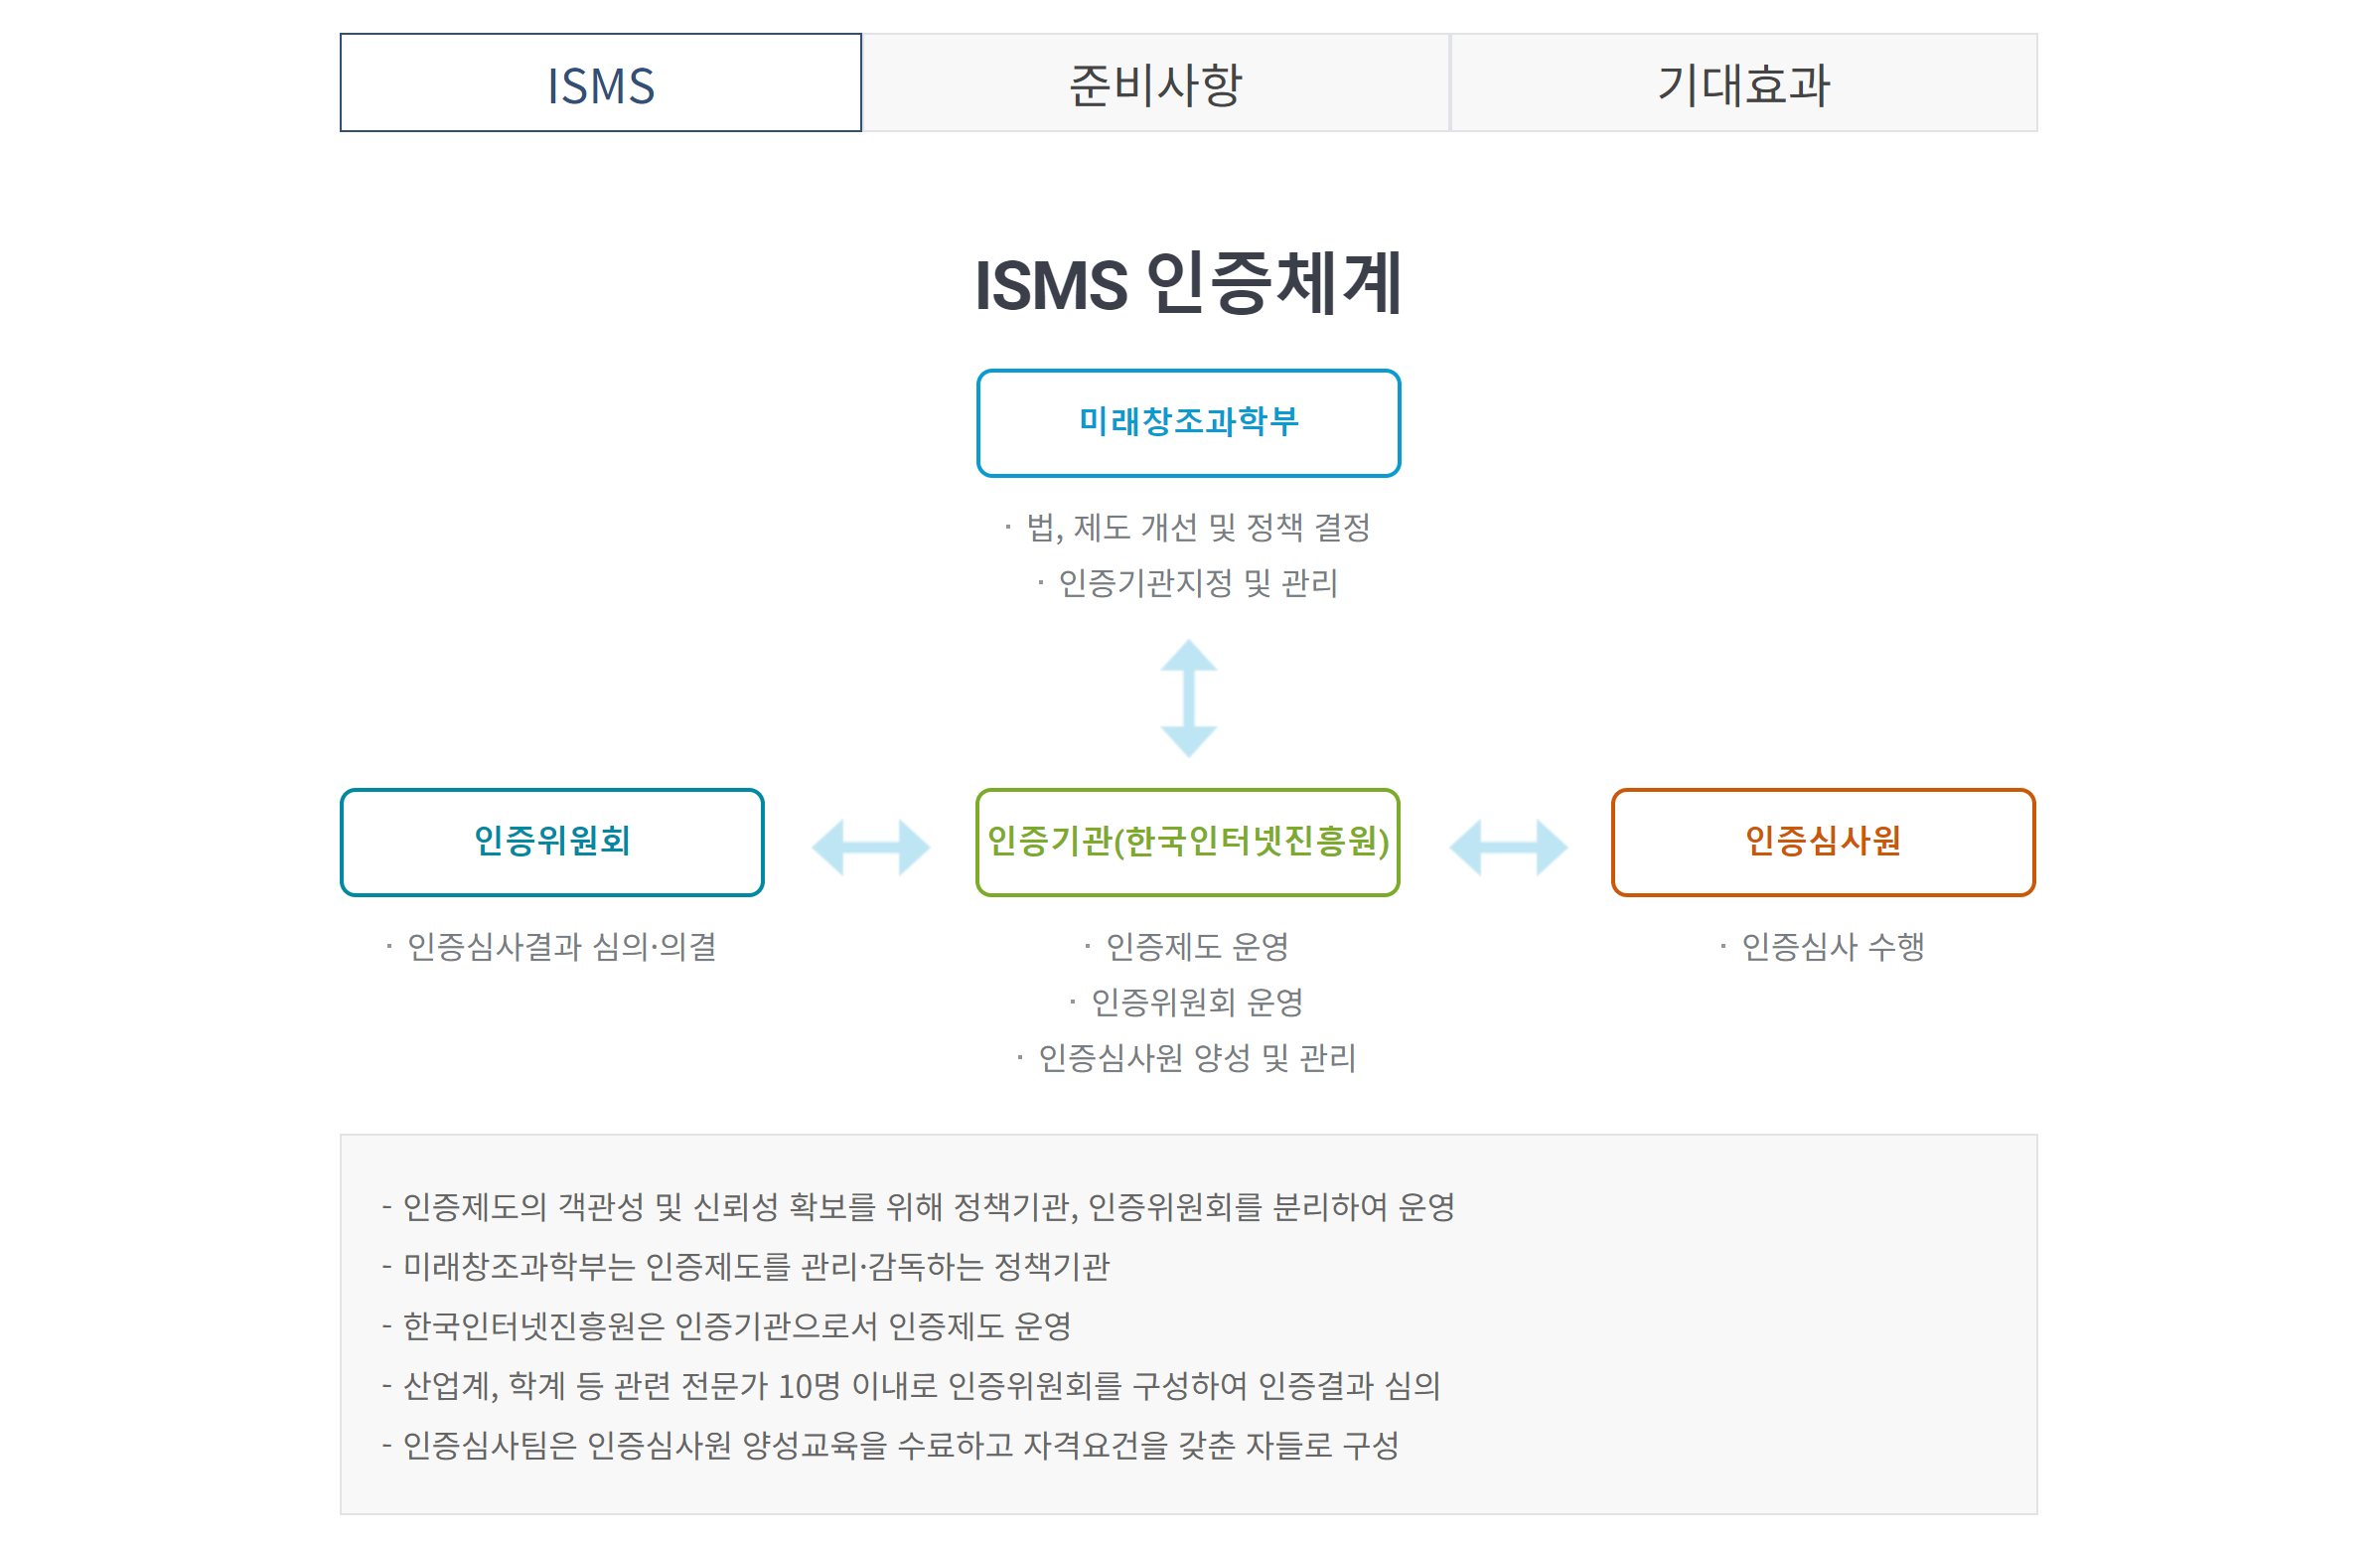 ISMS
준비사항
기대효과
ISMS 인증체계
미래창조과학부
· 법, 제도 개선 및 정책 결정
· 인증기관지정 및 관리
인증위원회
인증기관(한국인터넷진흥원)
인증심사원
· 인증심사결과 심의·의결
· 인증제도 운영
· 인증위원회 운영
· 인증심사원 양성 및 관리
· 인증심사 수행
- 인증제도의 객관성 및 신뢰성 확보를 위해 정책기관, 인증위원회를 분리하여 운영
- 미래창조과학부는 인증제도를 관리·감독하는 정책기관
- 한국인터넷진흥원은 인증기관으로서 인증제도 운영
- 산업계, 학계 등 관련 전문가 10명 이내로 인증위원회를 구성하여 인증결과 심의
- 인증심사팀은 인증심사원 양성교육을 수료하고 자격요건을 갖춘 자들로 구성